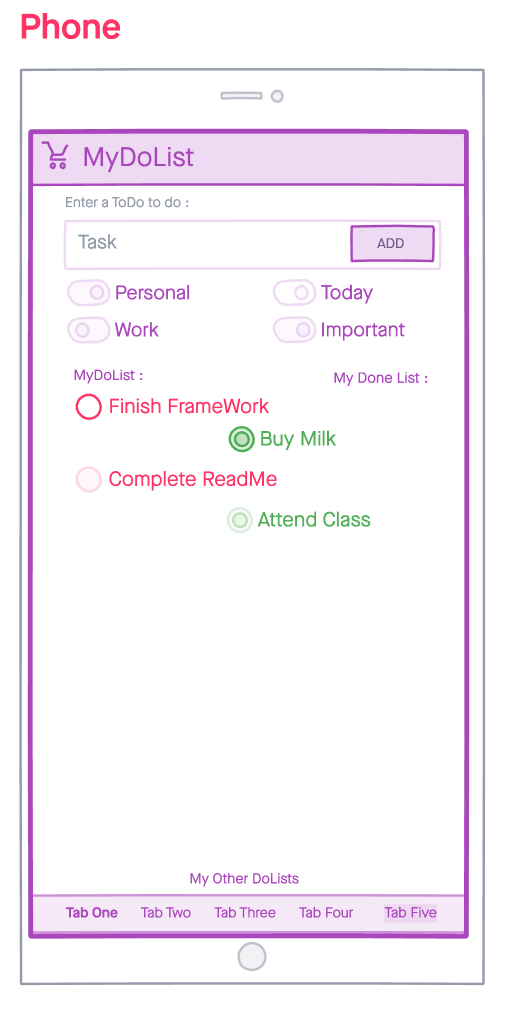 Phone
MyDoList
Enter a ToDo to do :
Task ADD
Personal Today
Work Important
MyDoList : My Done List :
Finish FrameWork
Buy Milk
Complete ReadMe
Attend Class
My Other DoLists
Tab One Tab Two Tab Three Tab Four Tab Five